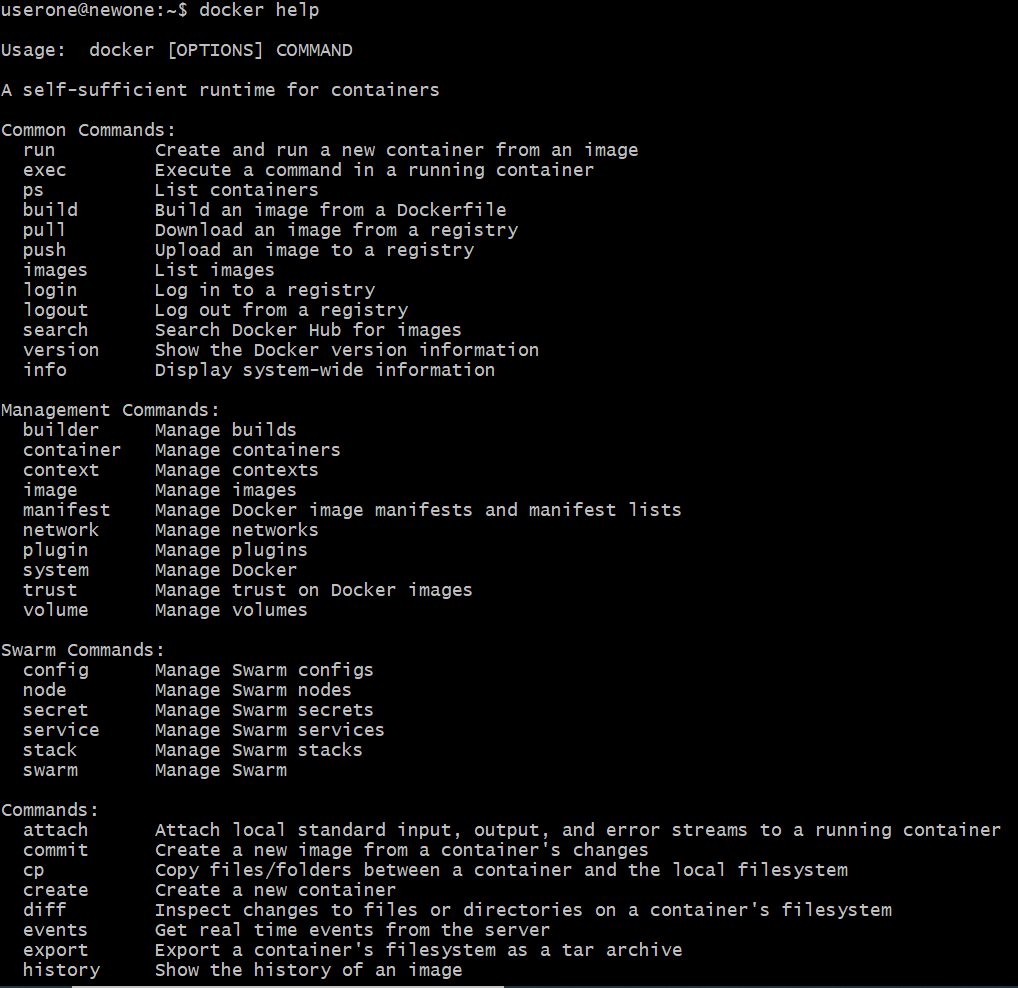 userone@newone:~$ docker help

Usage:  docker [OPTIONS] COMMAND

A self-sufficient runtime for containers

Common Commands:
  run         Create and run a new container from an image
  exec        Execute a command in a running container
  ps          List containers
  build       Build an image from a Dockerfile
  pull        Download an image from a registry
  push        Upload an image to a registry
  images      List images
  login       Log in to a registry
  logout      Log out from a registry
  search      Search Docker Hub for images
  version     Show the Docker version information
  info        Display system-wide information

Management Commands:
  builder     Manage builds
  container   Manage containers
  context     Manage contexts
  image       Manage images
  manifest    Manage Docker image manifests and manifest lists
  network     Manage networks
  plugin      Manage plugins
  system      Manage Docker
  trust       Manage trust on Docker images
  volume      Manage volumes

Swarm Commands:
  config      Manage Swarm configs
  node        Manage Swarm nodes
  secret      Manage Swarm secrets
  service     Manage Swarm services
  stack       Manage Swarm stacks
  swarm       Manage Swarm

Commands:
  attach      Attach local standard input, output, and error streams to a running container
  commit      Create a new image from a container's changes
  cp          Copy files/folders between a container and the local filesystem
  create      Create a new container
  diff        Inspect changes to files or directories on a container's filesystem
  events      Get real time events from the server
  export      Export a container's filesystem as a tar archive
  history     Show the history of an image